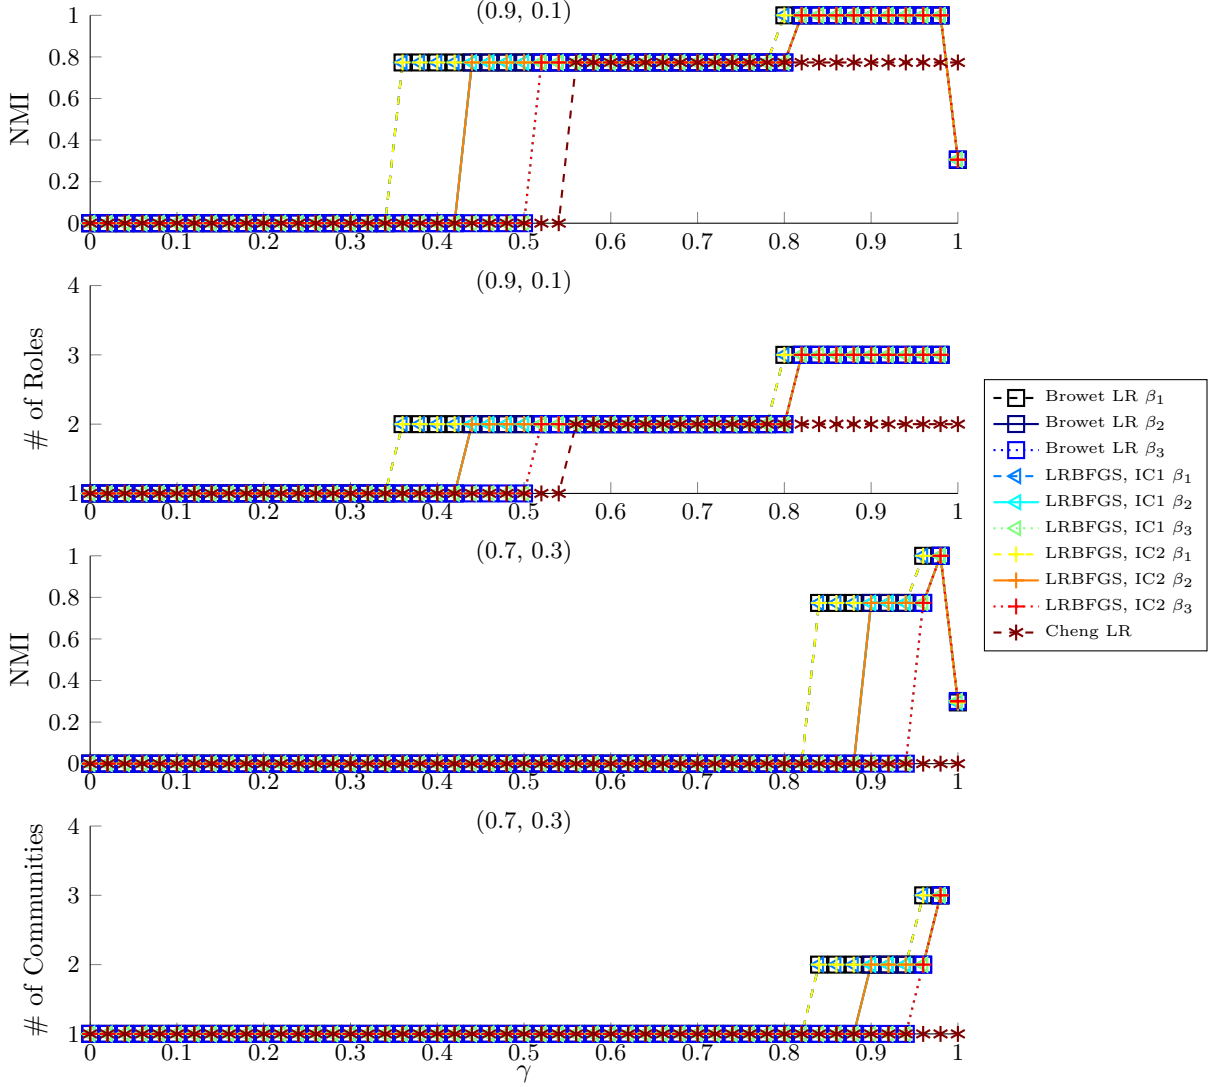 (0.9, 0.1)
1
0.8
0.6
0.4
0.2
0
NMI
0 0.1 0.2 0.3 0.4 0.5 0.6 0.7 0.8 0.9 1
(0.9, 0.1)
4
3
2
1
# of Roles
0 0.1 0.2 0.3 0.4 0.5 0.6 0.7 0.8 0.9 1
(0.7, 0.3)
1
0.8
0.6
0.4
0.2
0
NMI
0 0.1 0.2 0.3 0.4 0.5 0.6 0.7 0.8 0.9 1
(0.7, 0.3)
4
3
2
1
# of Communities
0 0.1 0.2 0.3 0.4 0.5 0.6 0.7 0.8 0.9 1
γ
Browet LR β₁
Browet LR β₂
Browet LR β₃
LRBFGS, IC1 β₁
LRBFGS, IC1 β₂
LRBFGS, IC1 β₃
LRBFGS, IC2 β₁
LRBFGS, IC2 β₂
LRBFGS, IC2 β₃
Cheng LR